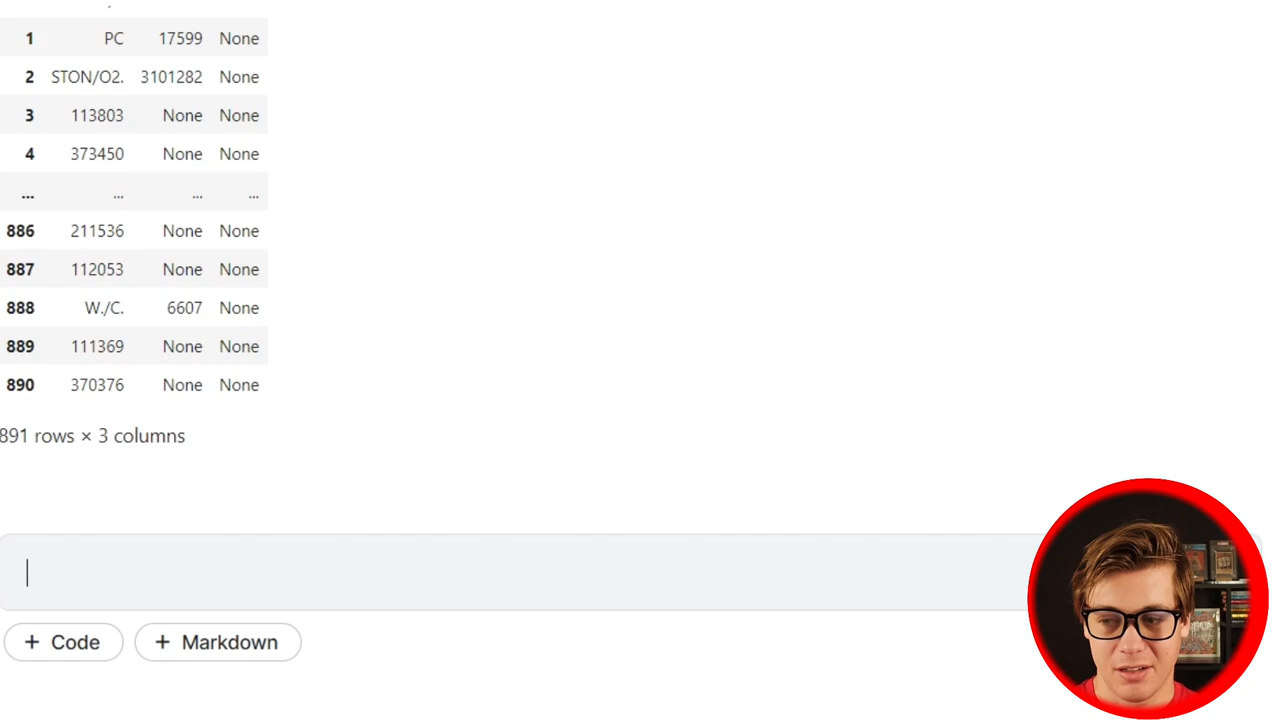 1 PC 17599 None
2 STON/O2. 3101282 None
3 113803 None None
4 373450 None None
... ... ... ...
886 211536 None None
887 112053 None None
888 W./C. 6607 None
889 111369 None None
890 370376 None None
891 rows × 3 columns
+ Code + Markdown